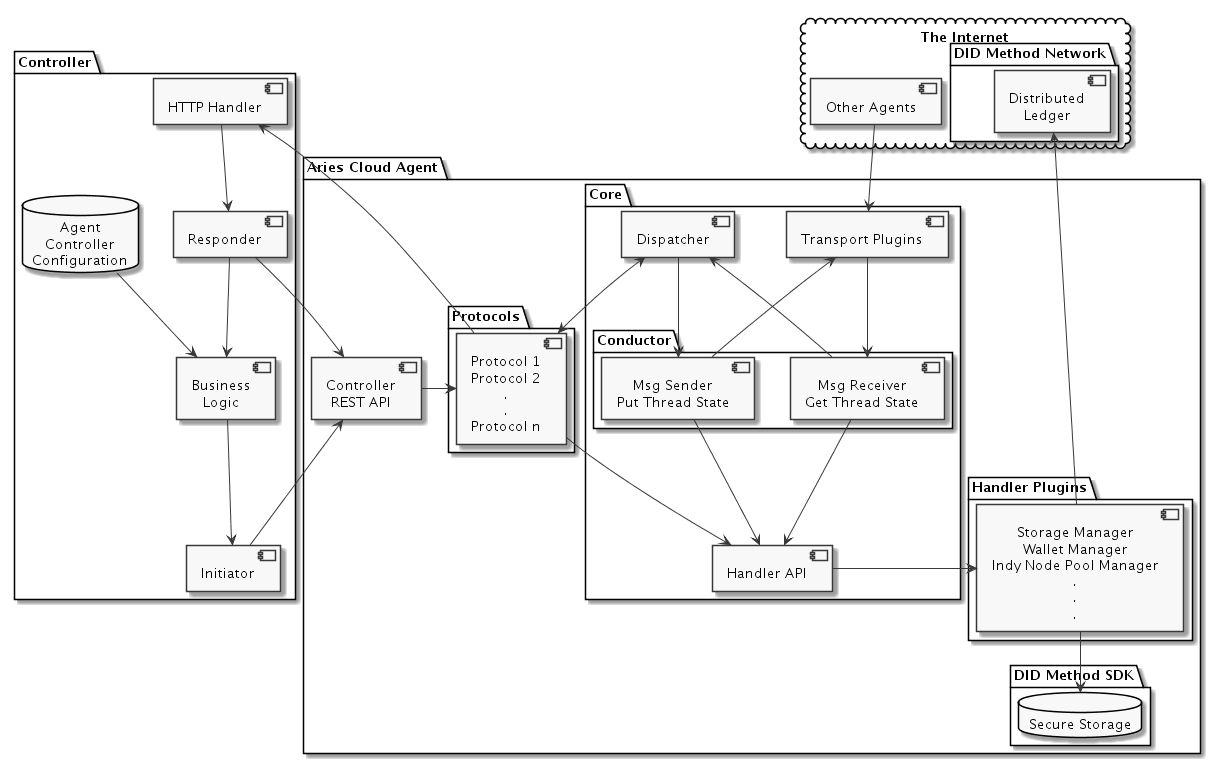 The Internet
DID Method Network
Controller
HTTP Handler
Other Agents
Distributed
Ledger
Aries Cloud Agent
Core
Agent
Controller
Configuration
Responder
Dispatcher
Transport Plugins
Protocols
Conductor
Business
Logic
Controller
REST API
Protocol 1
Protocol 2
.
.
Protocol n
Msg Sender
Put Thread State
Msg Receiver
Get Thread State
Handler Plugins
Storage Manager
Wallet Manager
Indy Node Pool Manager
.
.
.
Initiator
Handler API
DID Method SDK
Secure Storage